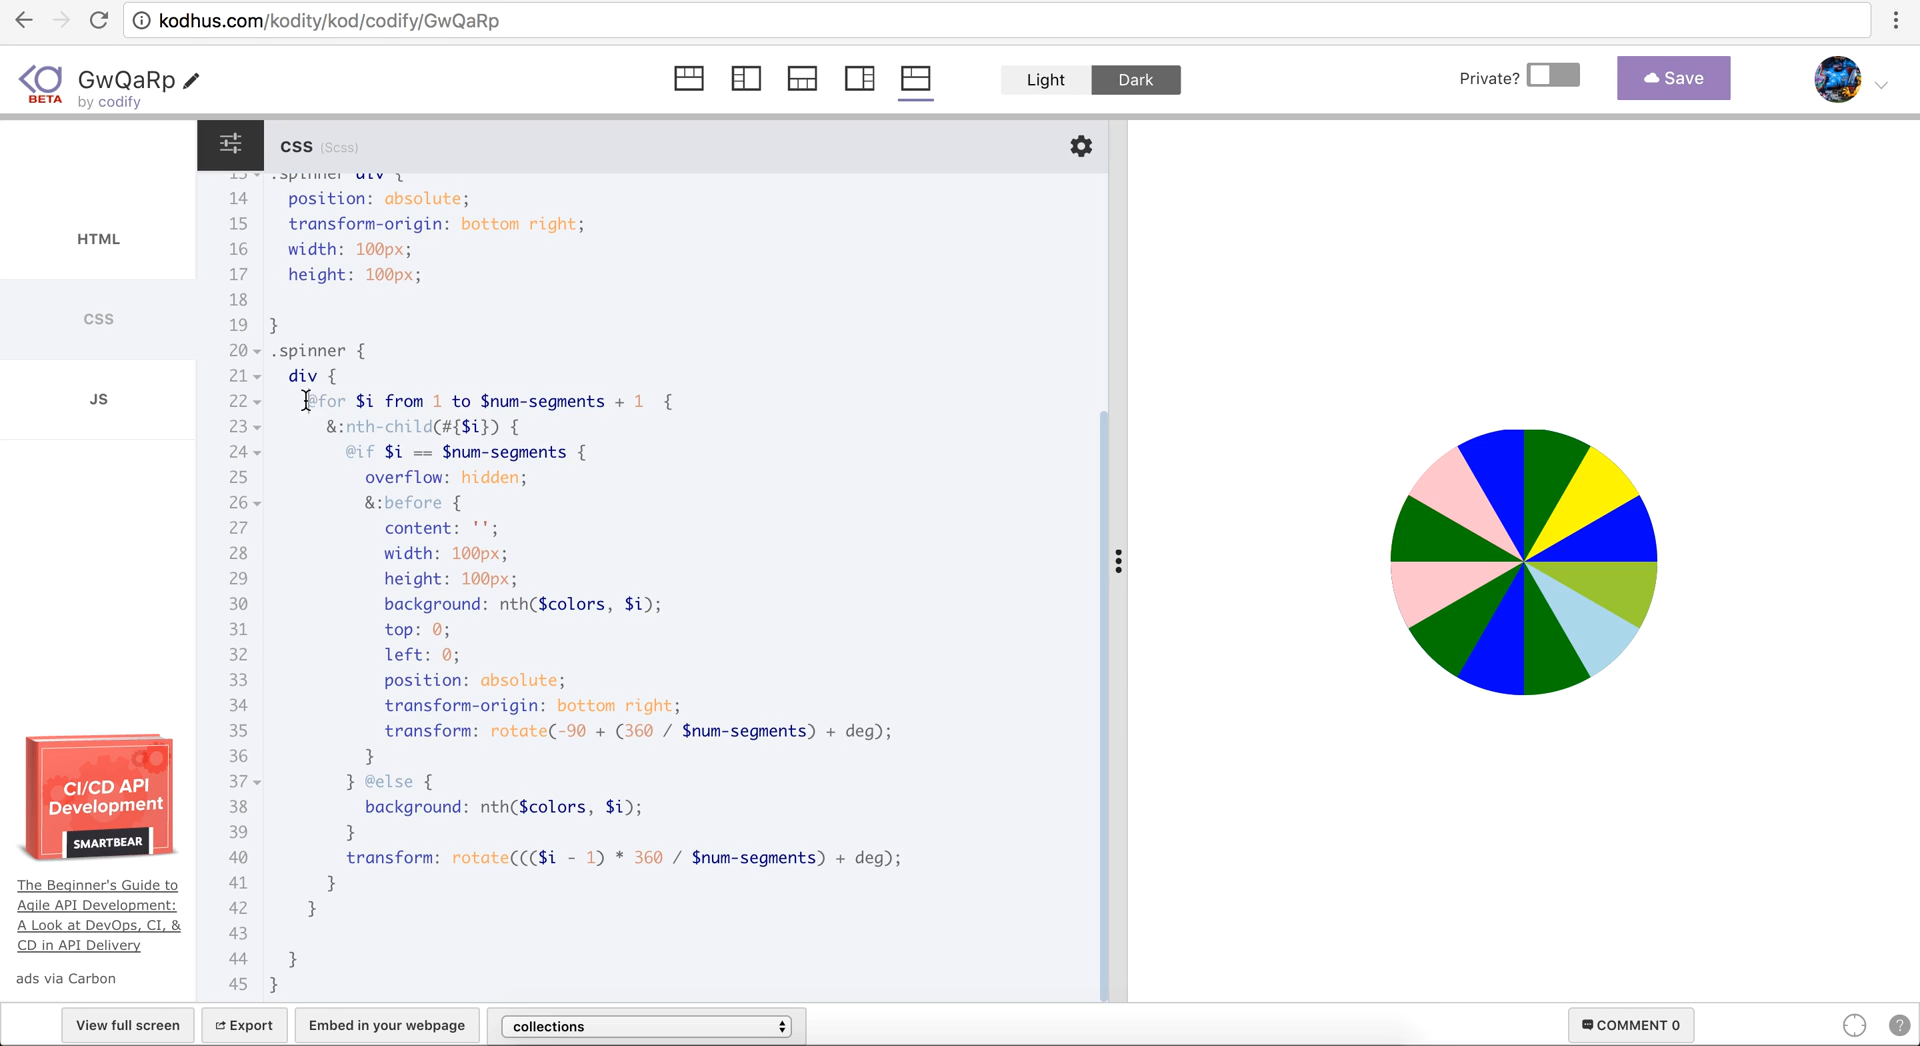 kodhus.com/kodity/kod/codify/GwQaRp
BETA
GwQaRp
by codify
Light Dark
Private?
Save
CSS (Scss)
HTML
CSS
JS
13 .spinner div {
14 position: absolute;
15 transform-origin: bottom right;
16 width: 100px;
17 height: 100px;
18
19 }
20 .spinner {
21 div {
22 @for $i from 1 to $num-segments + 1 {
23 &:nth-child(#{$i}) {
24 @if $i == $num-segments {
25 overflow: hidden;
26 &:before {
27 content: '';
28 width: 100px;
29 height: 100px;
30 background: nth($colors, $i);
31 top: 0;
32 left: 0;
33 position: absolute;
34 transform-origin: bottom right;
35 transform: rotate(-90 + (360 / $num-segments) + deg);
36 }
37 } @else {
38 background: nth($colors, $i);
39 }
40 transform: rotate((($i - 1) * 360 / $num-segments) + deg);
41 }
42 }
43
44 }
45 }
CI/CD API
Development
SMARTBEAR
The Beginner's Guide to
Agile API Development:
A Look at DevOps, CI, &
CD in API Delivery
ads via Carbon
View full screen
Export
Embed in your webpage
collections
COMMENT 0
?